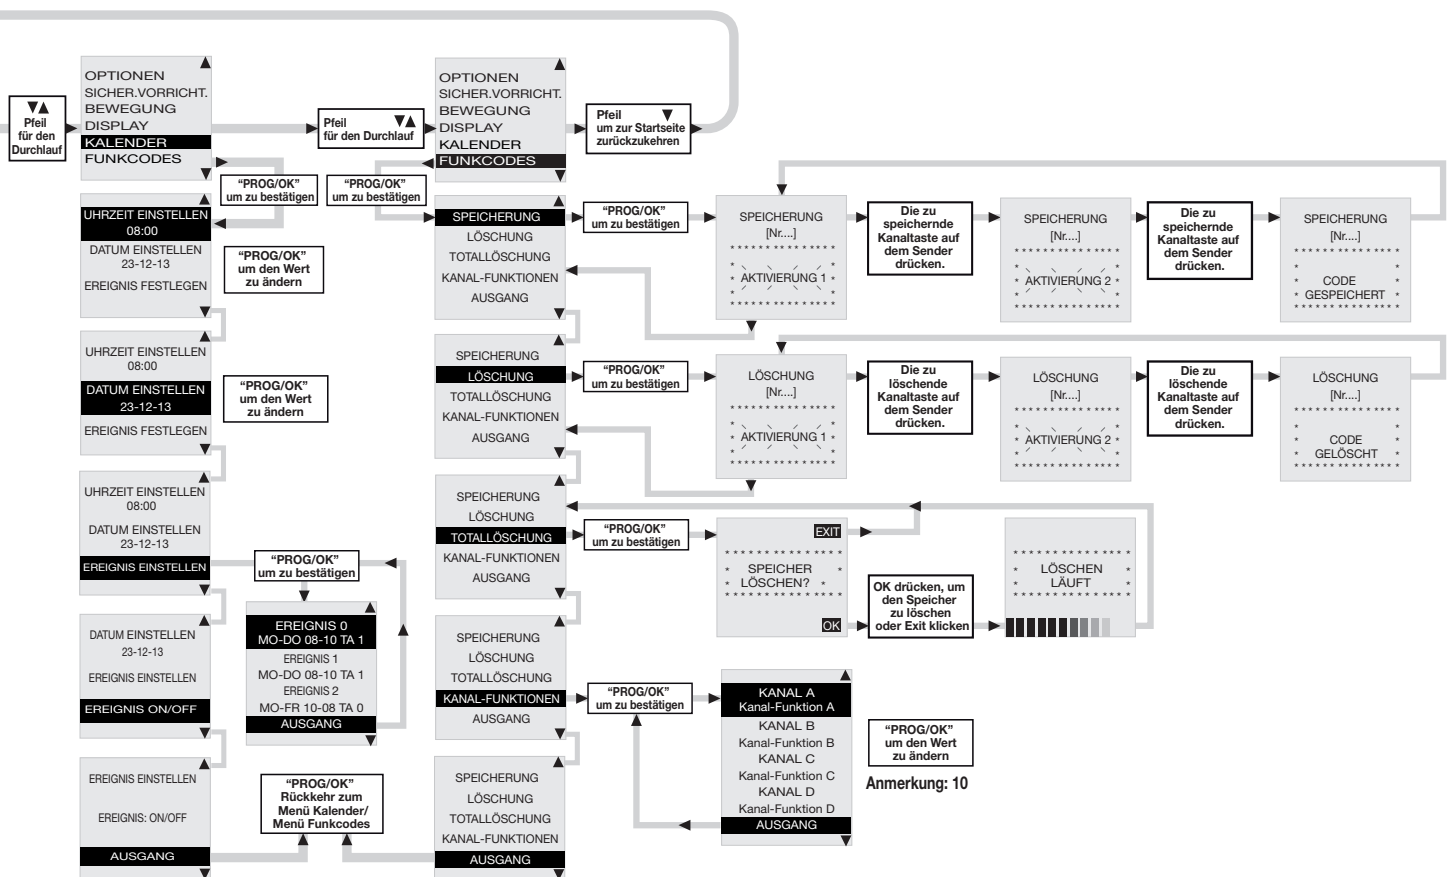 ▼▲
Pfeil
für den
Durchlauf
OPTIONEN
SICHER.VORRICHT.
BEWEGUNG
DISPLAY
KALENDER
FUNKCODES
Pfeil ▼▲
für den Durchlauf
OPTIONEN
SICHER.VORRICHT.
BEWEGUNG
DISPLAY
KALENDER
FUNKCODES
Pfeil ▼
um zur Startseite
zurückzukehren
“PROG/OK”
um zu bestätigen
“PROG/OK”
um zu bestätigen
UHRZEIT EINSTELLEN
08:00
DATUM EINSTELLEN
23-12-13
EREIGNIS FESTLEGEN
“PROG/OK”
um den Wert
zu ändern
UHRZEIT EINSTELLEN
08:00
DATUM EINSTELLEN
23-12-13
EREIGNIS FESTLEGEN
“PROG/OK”
um den Wert
zu ändern
UHRZEIT EINSTELLEN
08:00
DATUM EINSTELLEN
23-12-13
EREIGNIS EINSTELLEN
“PROG/OK”
um zu bestätigen
EREIGNIS 0
MO-DO 08-10 TA 1
EREIGNIS 1
MO-DO 08-10 TA 1
EREIGNIS 2
MO-FR 10-08 TA 0
AUSGANG
DATUM EINSTELLEN
23-12-13
EREIGNIS EINSTELLEN
EREIGNIS ON/OFF
EREIGNIS EINSTELLEN
EREIGNIS: ON/OFF
AUSGANG
“PROG/OK”
Rückkehr zum
Menü Kalender/
Menü Funkcodes
SPEICHERUNG
LÖSCHUNG
TOTALLÖSCHUNG
KANAL-FUNKTIONEN
AUSGANG
“PROG/OK”
um zu bestätigen
SPEICHERUNG
[Nr....]
* * * * * * * * * * * * * *
* AKTIVIERUNG 1 *
* * * * * * * * * * * * * *
Die zu
speichernde
Kanaltaste auf
dem Sender
drücken.
SPEICHERUNG
[Nr....]
* * * * * * * * * * * * * *
* AKTIVIERUNG 2 *
* * * * * * * * * * * * * *
Die zu
speichernde
Kanaltaste auf
dem Sender
drücken.
SPEICHERUNG
[Nr....]
* * * * * * * * * * * * * *
* CODE *
* GESPEICHERT *
* * * * * * * * * * * * * *
SPEICHERUNG
LÖSCHUNG
TOTALLÖSCHUNG
KANAL-FUNKTIONEN
AUSGANG
“PROG/OK”
um zu bestätigen
LÖSCHUNG
[Nr....]
* * * * * * * * * * * * * *
* AKTIVIERUNG 1 *
* * * * * * * * * * * * * *
Die zu
löschende
Kanaltaste auf
dem Sender
drücken.
LÖSCHUNG
[Nr....]
* * * * * * * * * * * * * *
* AKTIVIERUNG 2 *
* * * * * * * * * * * * * *
Die zu
löschende
Kanaltaste auf
dem Sender
drücken.
LÖSCHUNG
[Nr....]
* * * * * * * * * * * * * *
* CODE *
* GELÖSCHT *
* * * * * * * * * * * * * *
SPEICHERUNG
LÖSCHUNG
TOTALLÖSCHUNG
KANAL-FUNKTIONEN
AUSGANG
“PROG/OK”
um zu bestätigen
EXIT
* * * * * * * * * * * * * *
* SPEICHER *
* LÖSCHEN? *
* * * * * * * * * * * * * *
OK
OK drücken, um
den Speicher
zu löschen
oder Exit klicken
* * * * * * * * * * * * * *
* LÖSCHEN *
* LÄUFT *
* * * * * * * * * * * * * *
SPEICHERUNG
LÖSCHUNG
TOTALLÖSCHUNG
KANAL-FUNKTIONEN
AUSGANG
“PROG/OK”
um zu bestätigen
KANAL A
Kanal-Funktion A
KANAL B
Kanal-Funktion B
KANAL C
Kanal-Funktion C
KANAL D
Kanal-Funktion D
AUSGANG
“PROG/OK”
um den Wert
zu ändern
Anmerkung: 10
SPEICHERUNG
LÖSCHUNG
TOTALLÖSCHUNG
KANAL-FUNKTIONEN
AUSGANG